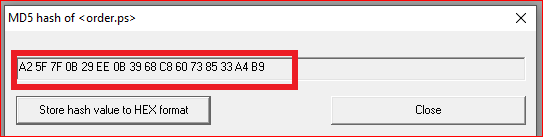 MD5 hash of <order.ps>
A2 5F 7F 0B 29 EE 0B 39 68 C8 60 73 85 33 A4 B9
Store hash value to HEX format
Close